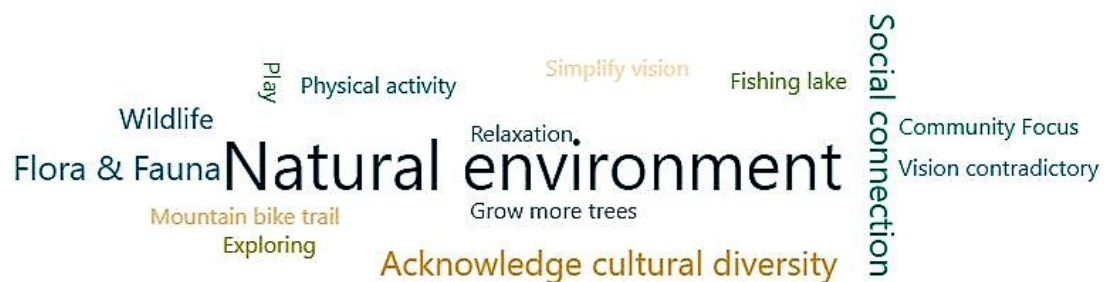 Social connection
Simplify vision
Play
Physical activity
Fishing lake
Wildlife
Relaxation
Community Focus
Flora & Fauna
Natural environment
Vision contradictory
Mountain bike trail
Grow more trees
Exploring
Acknowledge cultural diversity